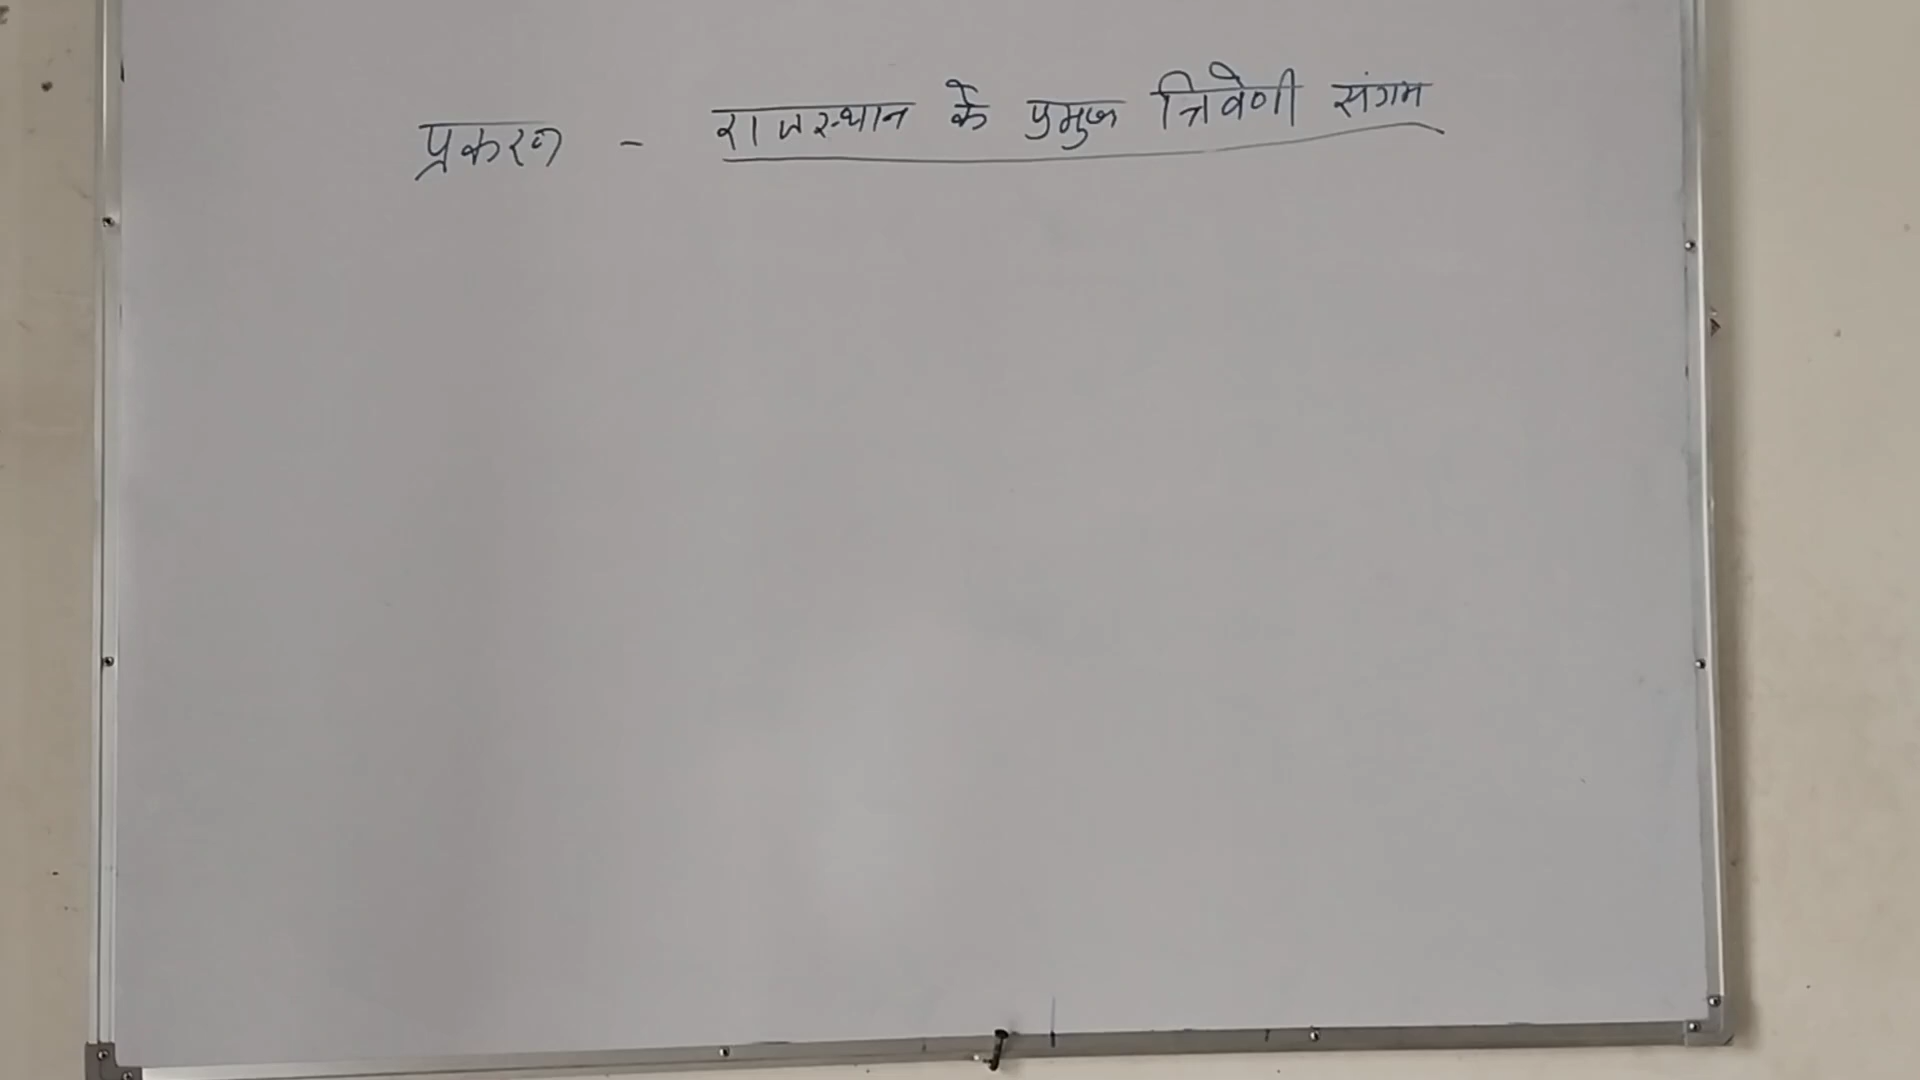 प्रकरण - राजस्थान के प्रमुख त्रिवेणी संगम